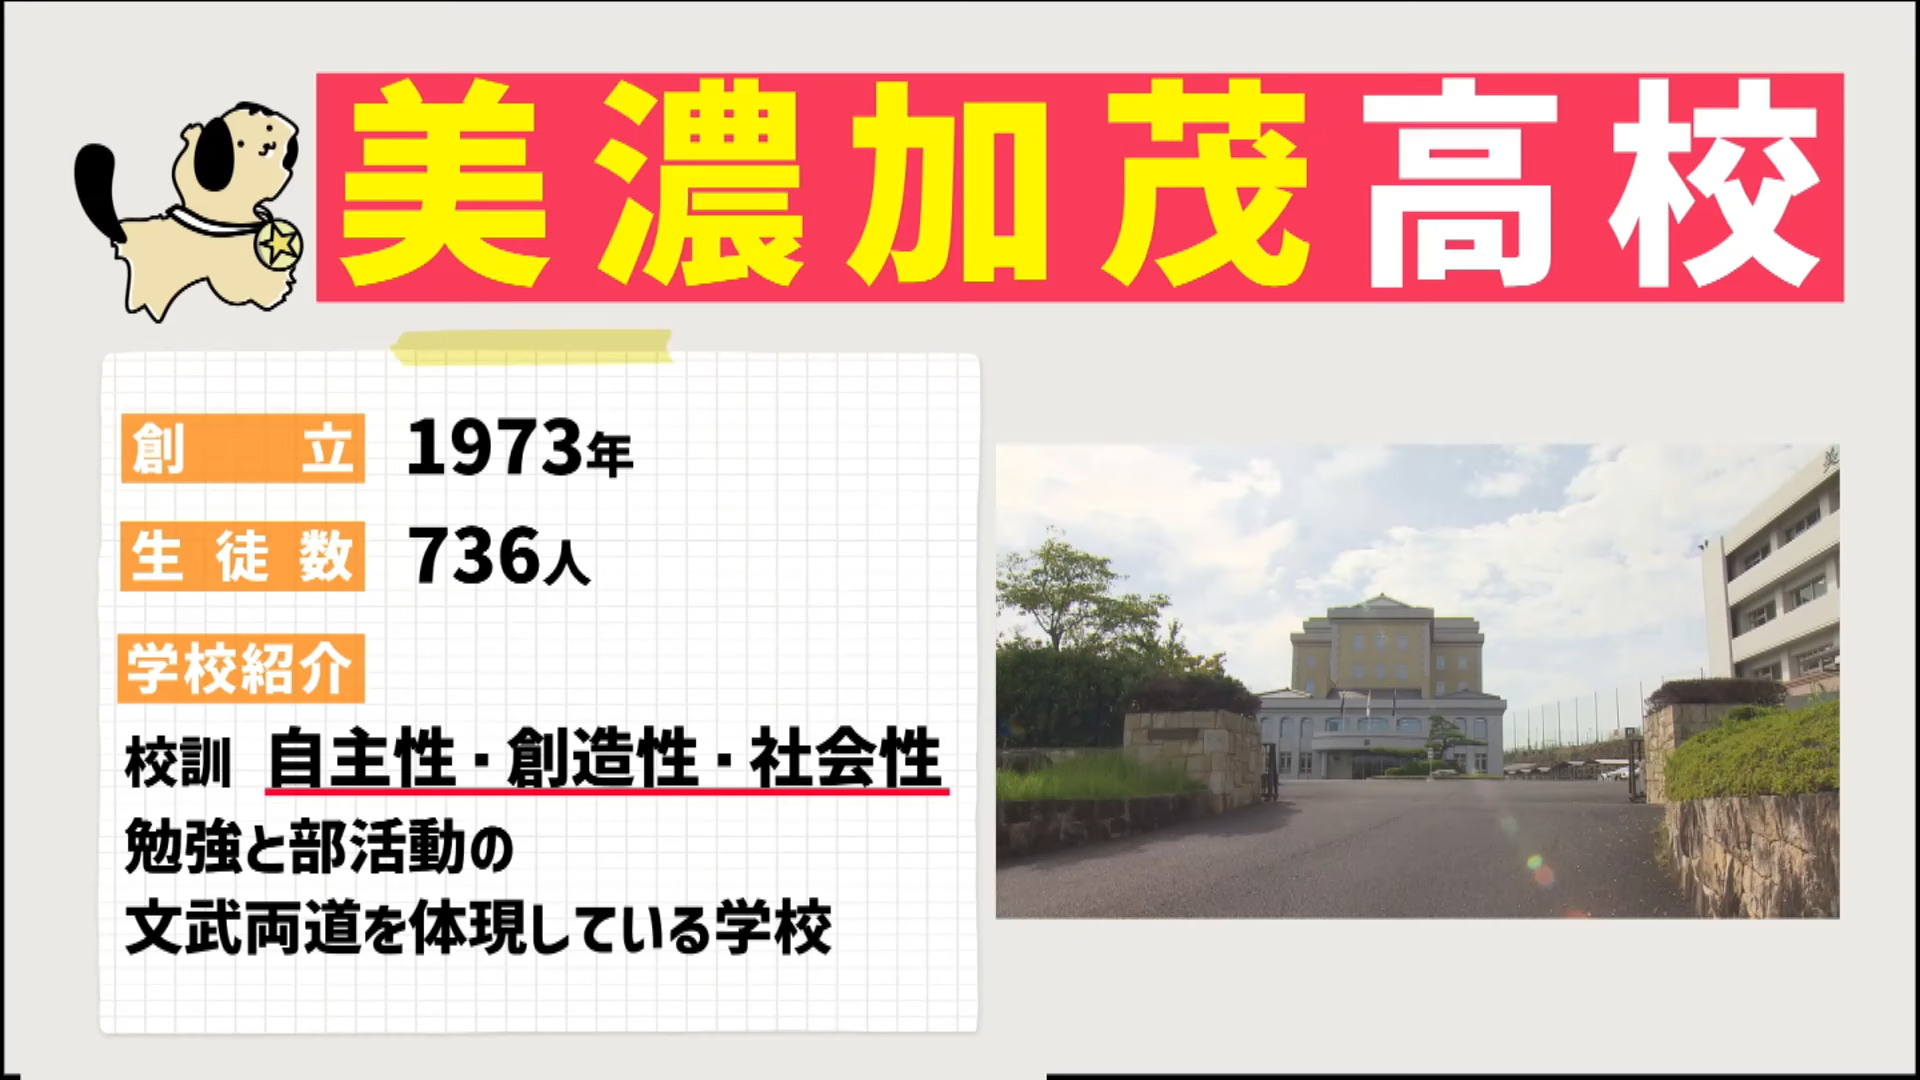 美濃加茂高校
創立 1973年
生徒数 736人
学校紹介
校訓 自主性・創造性・社会性
勉強と部活動の
文武両道を体現している学校
美